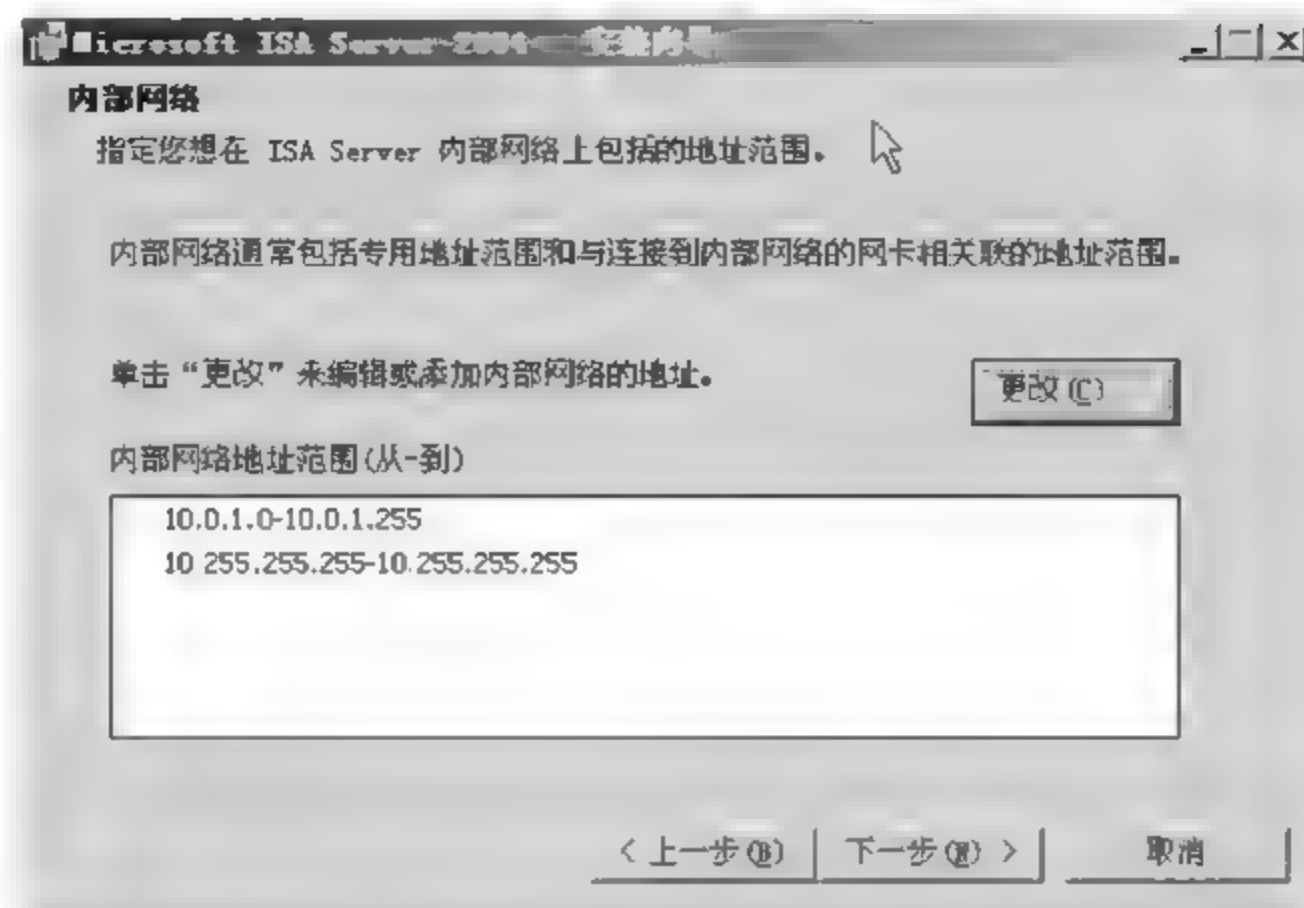 Microsoft ISA Server 2004 - 安装向导
内部网络
指定您想在 ISA Server 内部网络上包括的地址范围。
内部网络通常包括专用地址范围和与连接到内部网络的网卡相关联的地址范围。
单击“更改”来编辑或添加内部网络的地址。
更改(C)
内部网络地址范围(从-到)
10.0.1.0-10.0.1.255
10.255.255.255-10.255.255.255
< 上一步(B) 下一步(N) > 取消